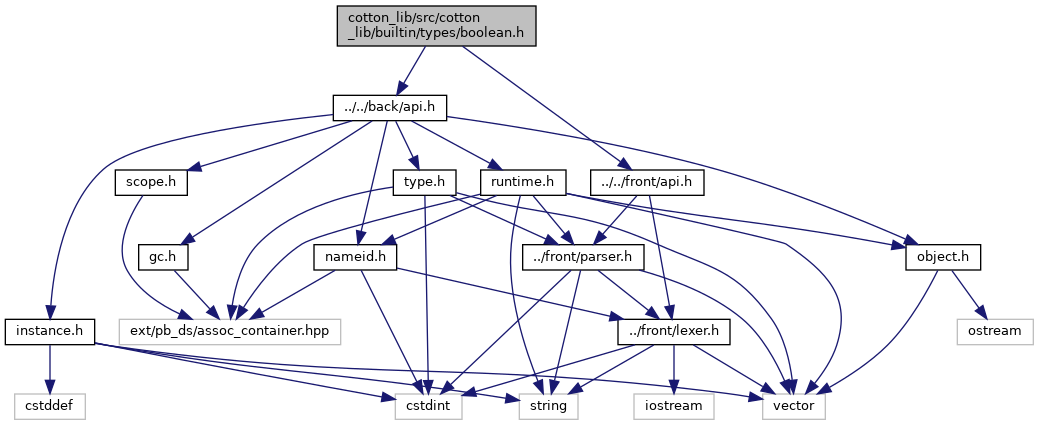 cotton_lib/src/cotton
_lib/builtin/types/boolean.h
../../back/api.h
scope.h
type.h
runtime.h
../../front/api.h
gc.h
nameid.h
../front/parser.h
object.h
instance.h
ext/pb_ds/assoc_container.hpp
../front/lexer.h
ostream
cstddef
cstdint
string
iostream
vector